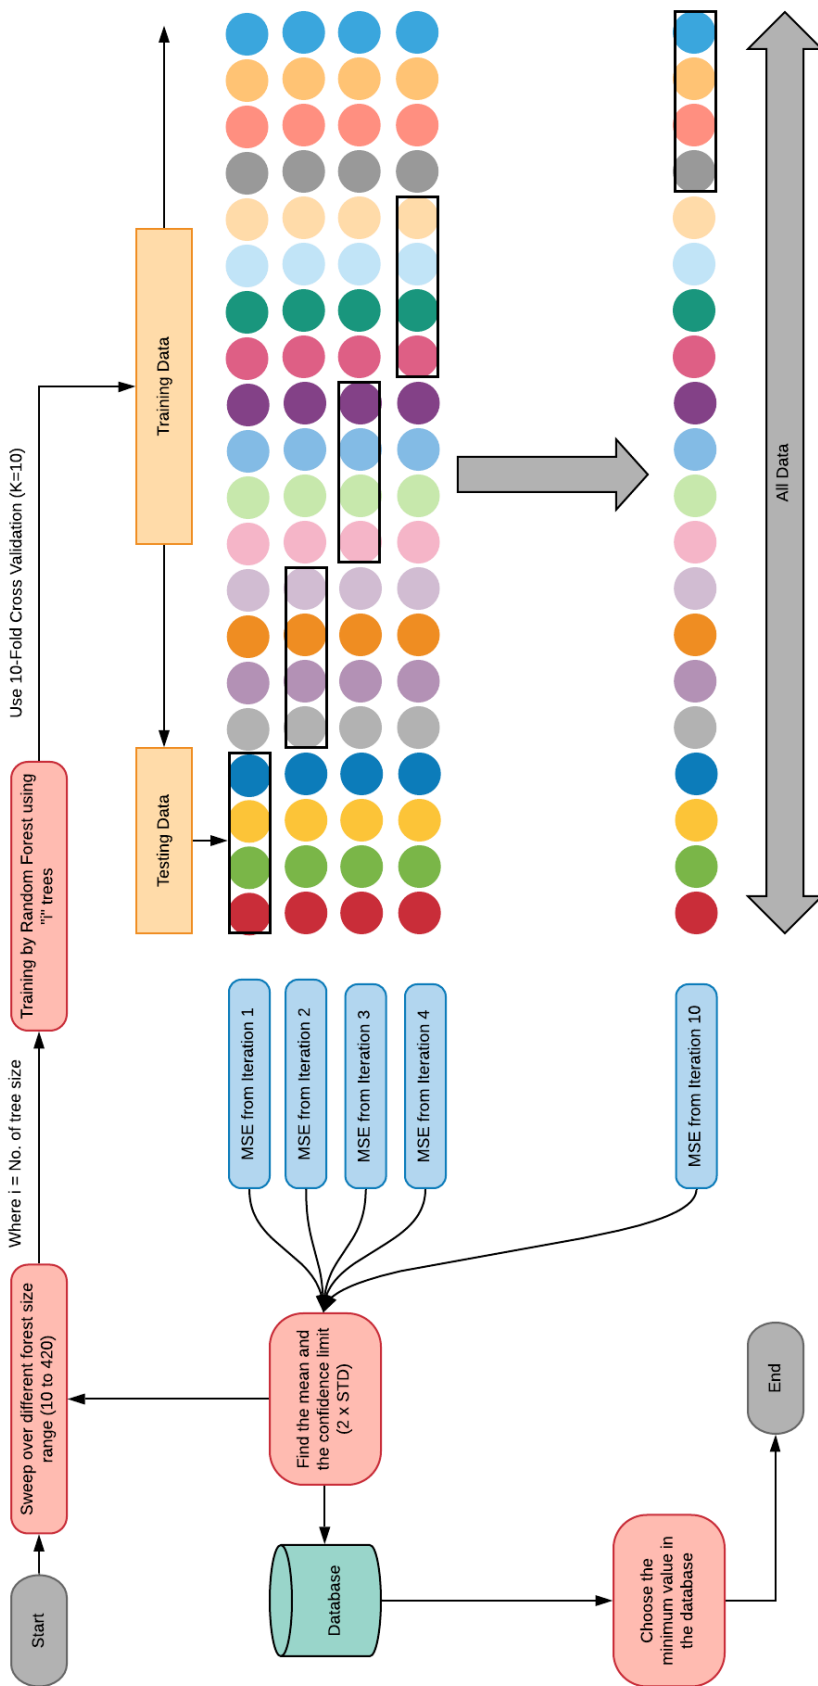 Start
Sweep over different forest size
range (10 to 420)
Where i = No. of tree size
Training by Random Forest using
"i" trees
Use 10-Fold Cross Validation (K=10)
Testing Data
Training Data
MSE from Iteration 1
MSE from Iteration 2
MSE from Iteration 3
MSE from Iteration 4
MSE from Iteration 10
All Data
Find the mean and
the confidence limit
(2 x STD)
Database
Choose the
minimum value in
the database
End